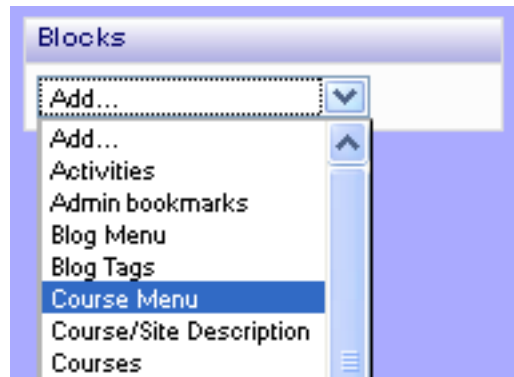 Blocks
Add...
Add...
Activities
Admin bookmarks
Blog Menu
Blog Tags
Course Menu
Course/Site Description
Courses